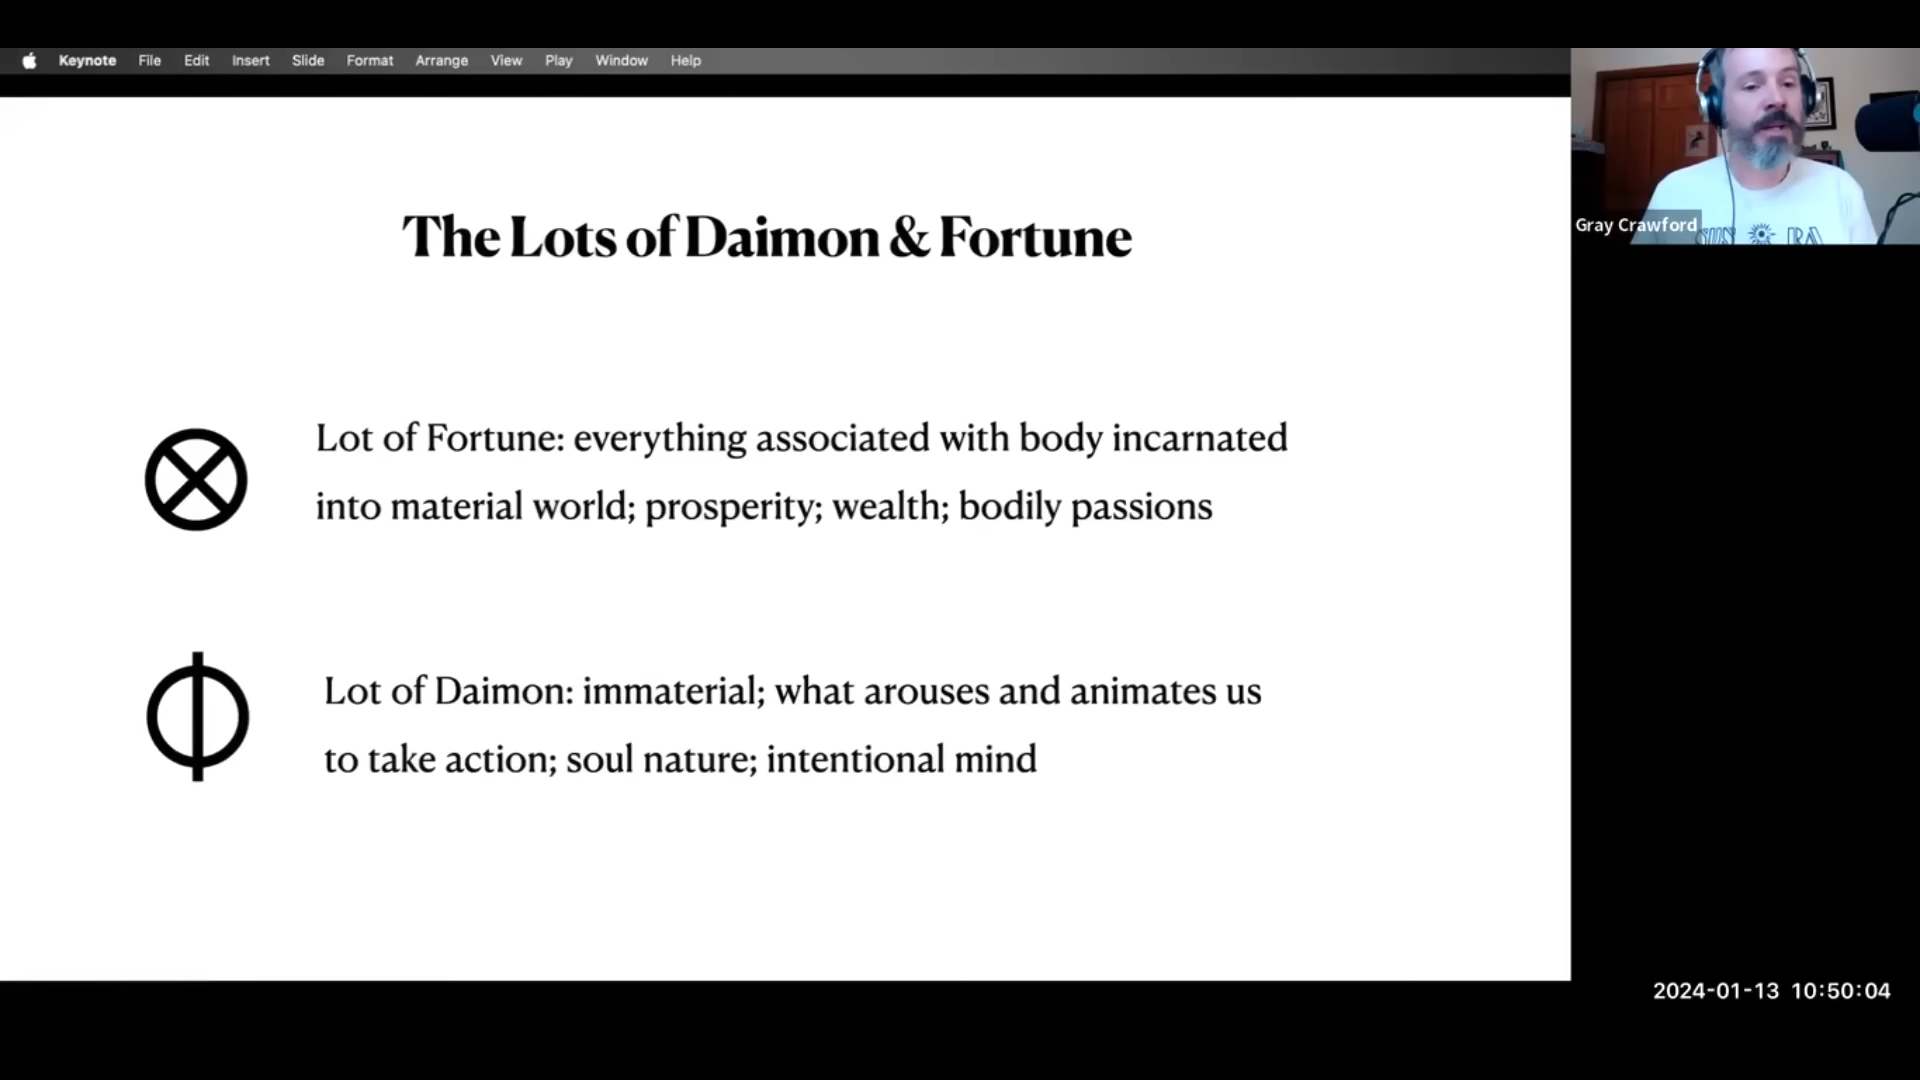 Keynote File Edit Insert Slide Format Arrange View Play Window Help
The Lots of Daimon & Fortune
Lot of Fortune: everything associated with body incarnated
into material world; prosperity; wealth; bodily passions
Lot of Daimon: immaterial; what arouses and animates us
to take action; soul nature; intentional mind
Gray Crawford
SUN RA
2024-01-13 10:50:04